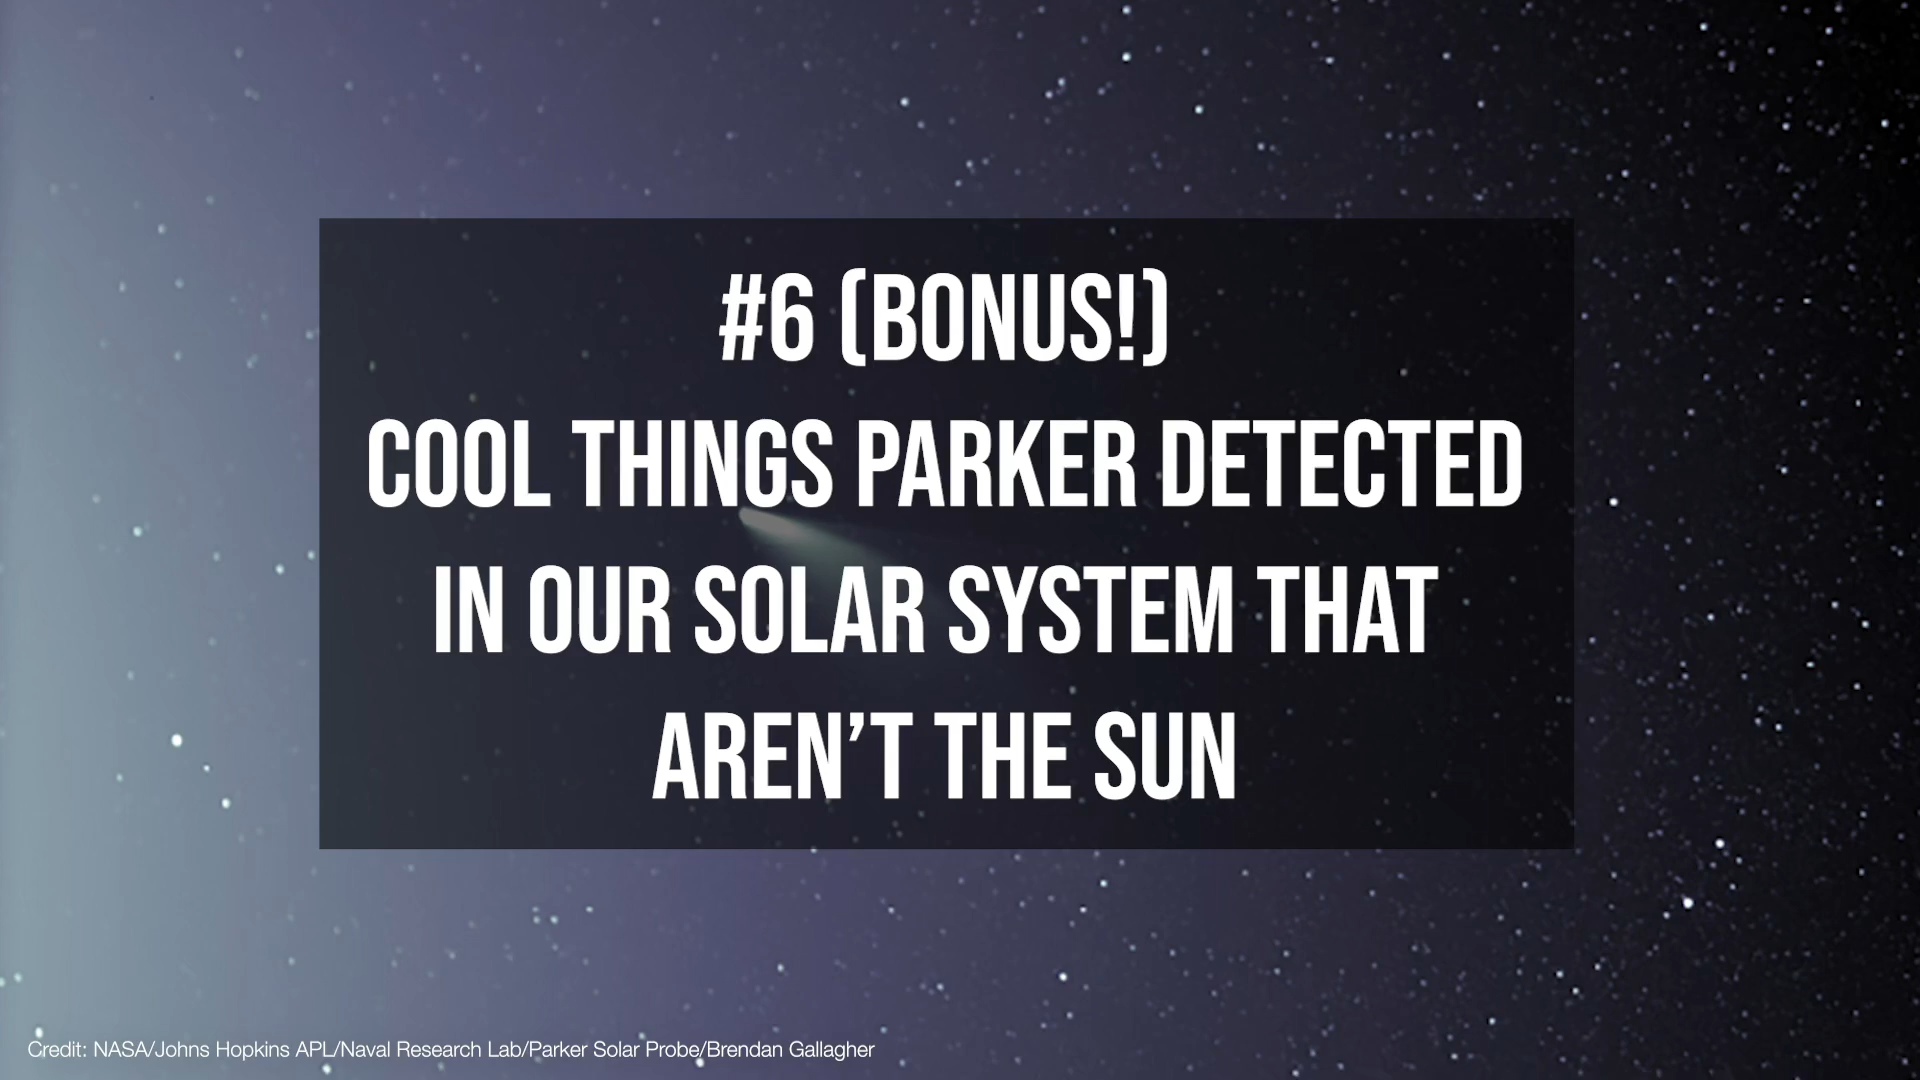 #6 (BONUS!)
COOL THINGS PARKER DETECTED
IN OUR SOLAR SYSTEM THAT
AREN’T THE SUN
Credit: NASA/Johns Hopkins APL/Naval Research Lab/Parker Solar Probe/Brendan Gallagher